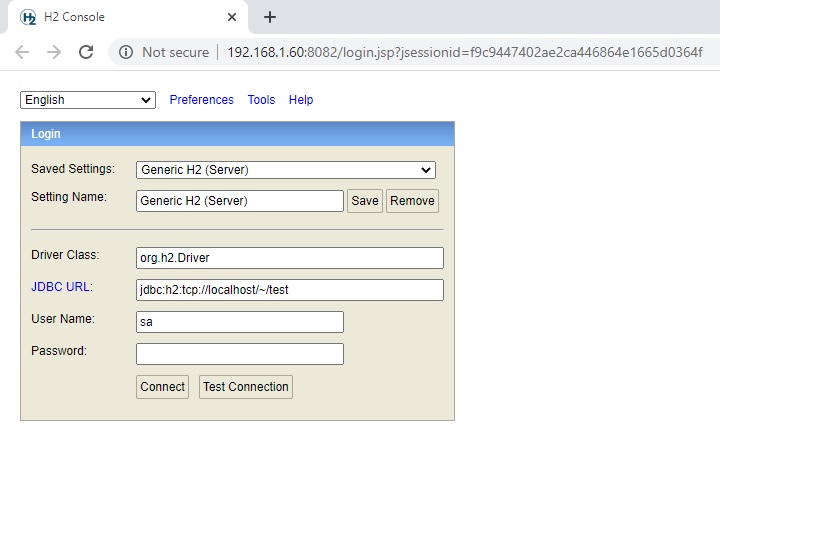 H2 H2 Console
Not secure 192.168.1.60:8082/login.jsp?jsessionid=f9c9447402ae2ca446864e1665d0364f
English Preferences Tools Help
Login
Saved Settings: Generic H2 (Server)
Setting Name: Generic H2 (Server) Save Remove
Driver Class: org.h2.Driver
JDBC URL: jdbc:h2:tcp://localhost/~/test
User Name: sa
Password:
Connect Test Connection